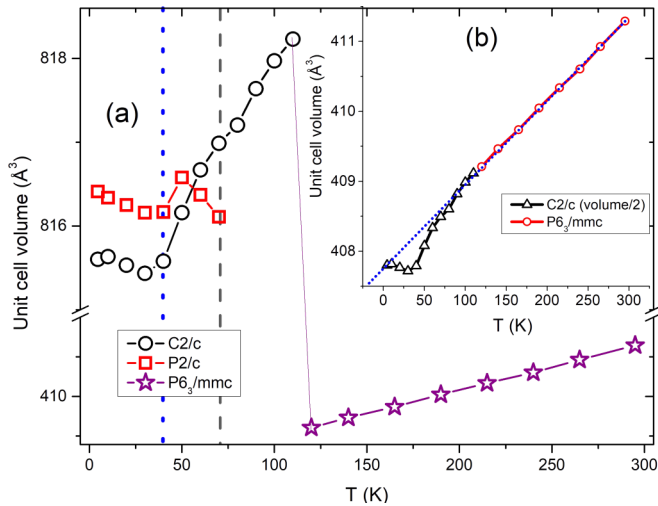 (a)
Unit cell volume (Å³)
818
816
410
C2/c
P2/c
P6₃/mmc
0 50 100 150 200 250 300
T (K)
(b)
Unit cell volume (Å³)
411
410
409
408
C2/c (volume/2)
P6₃/mmc
0 50 100 150 200 250 300
T (K)